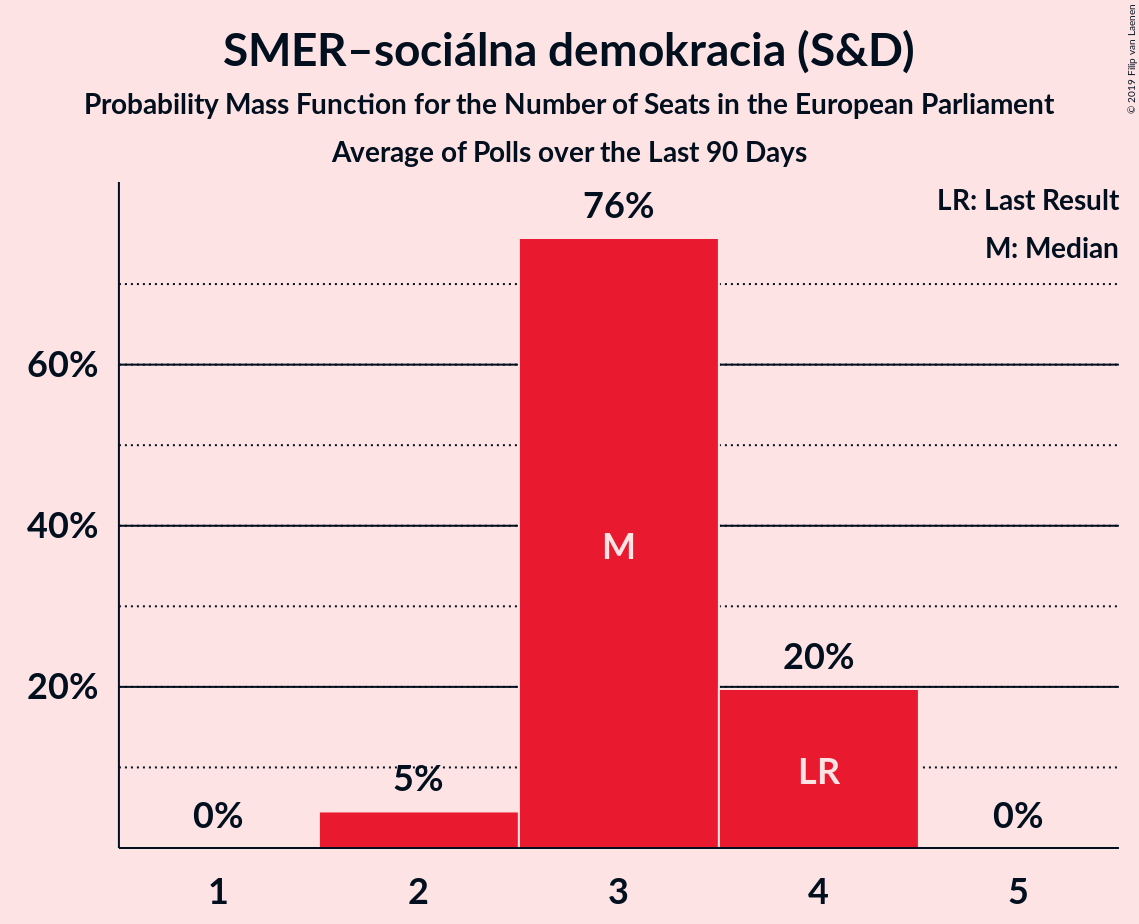 SMER–sociálna demokracia (S&D)
Probability Mass Function for the Number of Seats in the European Parliament
Average of Polls over the Last 90 Days
© 2019 Filip van Laenen
LR: Last Result
M: Median
76%
60%
40%
M
20%
20%
LR
5%
0%
0%
1 2 3 4 5